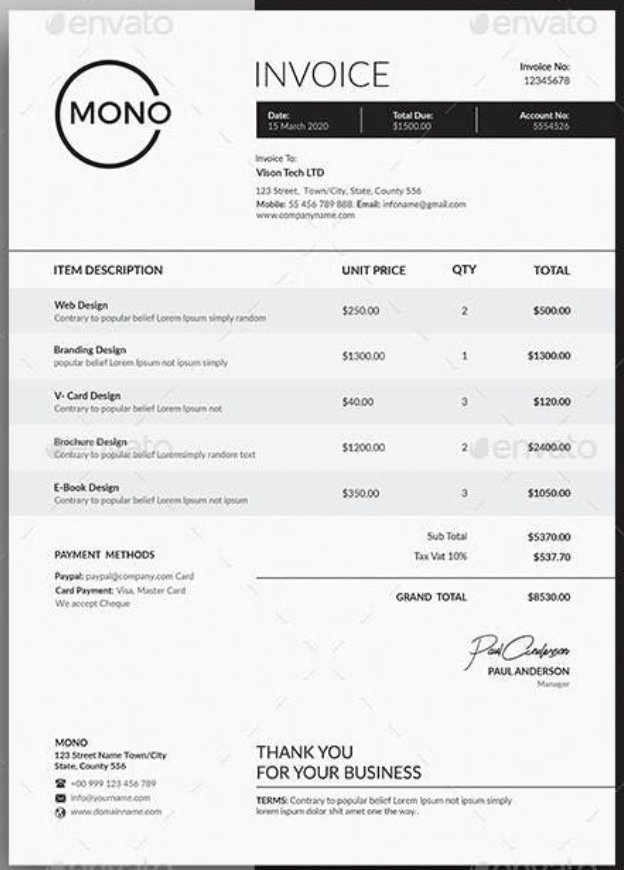 envato
envato
MONO
INVOICE
Invoice No:
12345678
Date:
15 March 2020
Total Due:
$1500.00
Account No:
5554526
Invoice To:
Vison Tech LTD
123 Street, Town/City, State, County 556
Mobile: 55 456 789 888. Email: infoname@gmail.com
www.companyname.com
ITEM DESCRIPTION UNIT PRICE QTY TOTAL
Web Design
Contrary to popular belief Lorem Ipsum simply random
$250.00 2 $500.00
Branding Design
popular belief Lorem Ipsum not ipsum simply
$1300.00 1 $1300.00
V- Card Design
Contrary to popular belief Lorem Ipsum not
$40.00 3 $120.00
Brochure Design
Contrary to popular belief Loremsimply random text
$1200.00 2 $2400.00
envato
envato
E-Book Design
Contrary to popular belief Lorem Ipsum not ipsum
$350.00 3 $1050.00
Sub Total $5370.00
Tax Vat 10% $537.70
GRAND TOTAL $8530.00
PAYMENT METHODS
Paypal: paypal@company.com Card
Card Payment: Visa, Master Card
We accept Cheque
Paul Anderson
PAUL ANDERSON
Manager
MONO
123 Street Name Town/City
State, County 556
+00 999 123 456 789
info@yourname.com
www.domainname.com
THANK YOU
FOR YOUR BUSINESS
TERMS: Contrary to popular belief Lorem Ipsum not ipsum simply
lorem ispum dolor shit amet one the way..
envato
envato